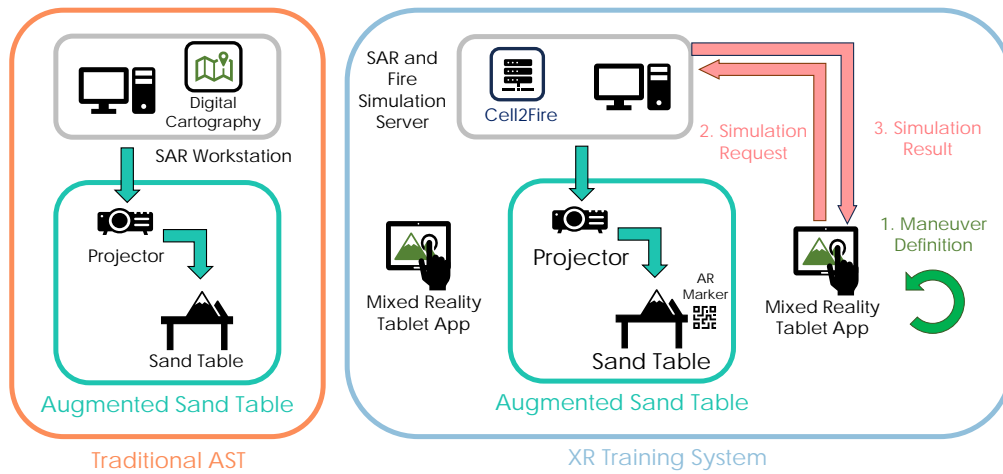 Digital
Cartography
SAR Workstation
Projector
Sand Table
Augmented Sand Table
Traditional AST
SAR and
Fire
Simulation
Server
Cell2Fire
2. Simulation
Request
3. Simulation
Result
1. Maneuver
Definition
Mixed Reality
Tablet App
Projector
AR
Marker
Sand Table
Augmented Sand Table
Mixed Reality
Tablet App
XR Training System